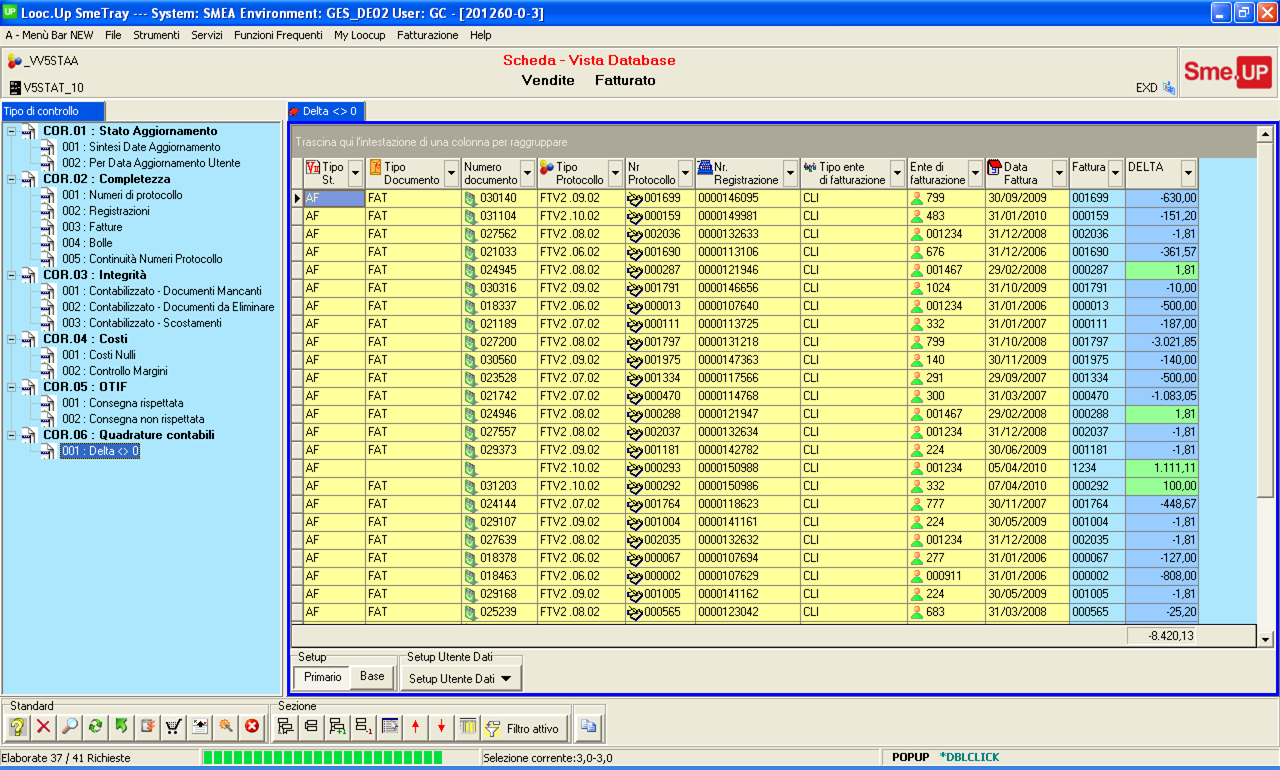 UP Looc.Up SmeTray --- System: SMEA Environment: GES_DE02 User: GC - [201260-0-3]
A - Menù Bar NEW File Strumenti Servizi Funzioni Frequenti My Loocup Fatturazione Help
_VV5STAA
Scheda - Vista Database
Vendite Fatturato
V5STAT_10
EXD
Sme.UP
Tipo di controllo
COR.01 : Stato Aggiornamento
001 : Sintesi Date Aggiornamento
002 : Per Data Aggiornamento Utente
COR.02 : Completezza
001 : Numeri di protocollo
002 : Registrazioni
003 : Fatture
004 : Bolle
005 : Continuità Numeri Protocollo
COR.03 : Integrità
001 : Contabilizzato - Documenti Mancanti
002 : Contabilizzato - Documenti da Eliminare
003 : Contabilizzato - Scostamenti
COR.04 : Costi
001 : Costi Nulli
002 : Controllo Margini
COR.05 : OTIF
001 : Consegna rispettata
002 : Consegna non rispettata
COR.06 : Quadrature contabili
001 : Delta <> 0
Delta <> 0
Trascina qui l'intestazione di una colonna per raggruppare
Tipo St. Tipo Documento Numero documento Tipo Protocollo Nr Protocollo Nr. Registrazione Tipo ente di fatturazione Ente di fatturazione Data Fattura Fattura DELTA
AF FAT 030140 FTV2 .09.02 001699 0000146095 CLI 799 30/09/2009 001699 -630,00
AF FAT 031104 FTV2 .10.02 000159 0000149981 CLI 483 31/01/2010 000159 -151,20
AF FAT 027562 FTV2 .08.02 002036 0000132633 CLI 001234 31/12/2008 002036 -1,81
AF FAT 021033 FTV2 .06.02 001690 0000113106 CLI 676 31/12/2006 001690 -361,57
AF FAT 024945 FTV2 .08.02 000287 0000121946 CLI 001467 29/02/2008 000287 1,81
AF FAT 030316 FTV2 .09.02 001791 0000146656 CLI 1024 31/10/2009 001791 -10,00
AF FAT 018337 FTV2 .06.02 000013 0000107640 CLI 001234 31/01/2006 000013 -500,00
AF FAT 021189 FTV2 .07.02 000111 0000113725 CLI 332 31/01/2007 000111 -187,00
AF FAT 027200 FTV2 .08.02 001797 0000131218 CLI 799 31/10/2008 001797 -3.021,85
AF FAT 030560 FTV2 .09.02 001975 0000147363 CLI 140 30/11/2009 001975 -140,00
AF FAT 023528 FTV2 .07.02 001334 0000117566 CLI 291 29/09/2007 001334 -500,00
AF FAT 021742 FTV2 .07.02 000470 0000114768 CLI 300 31/03/2007 000470 -1.083,05
AF FAT 024946 FTV2 .08.02 000288 0000121947 CLI 001467 29/02/2008 000288 1,81
AF FAT 027557 FTV2 .08.02 002037 0000132634 CLI 001234 31/12/2008 002037 -1,81
AF FAT 029373 FTV2 .09.02 001181 0000142782 CLI 224 30/06/2009 001181 -1,81
AF FTV2 .10.02 000293 0000150988 CLI 001234 05/04/2010 1234 1.111,11
AF FAT 031203 FTV2 .10.02 000292 0000150986 CLI 332 07/04/2010 000292 100,00
AF FAT 024144 FTV2 .07.02 001764 0000118623 CLI 777 30/11/2007 001764 -448,67
AF FAT 029107 FTV2 .09.02 001004 0000141161 CLI 224 30/05/2009 001004 -1,81
AF FAT 027639 FTV2 .08.02 002035 0000132632 CLI 001234 31/12/2008 002035 -1,81
AF FAT 018378 FTV2 .06.02 000067 0000107694 CLI 277 31/01/2006 000067 -127,00
AF FAT 018463 FTV2 .06.02 000002 0000107629 CLI 000911 31/01/2006 000002 -808,00
AF FAT 029168 FTV2 .09.02 001005 0000141162 CLI 224 30/05/2009 001005 -1,81
AF FAT 025239 FTV2 .08.02 000565 0000123042 CLI 683 31/03/2008 000565 -25,20
-8.420,13
Setup Setup Utente Dati
Primario Base Setup Utente Dati
Standard Sezione
Filtro attivo
Elaborate 37 / 41 Richieste Selezione corrente:3,0-3,0 POPUP *DBLCLICK